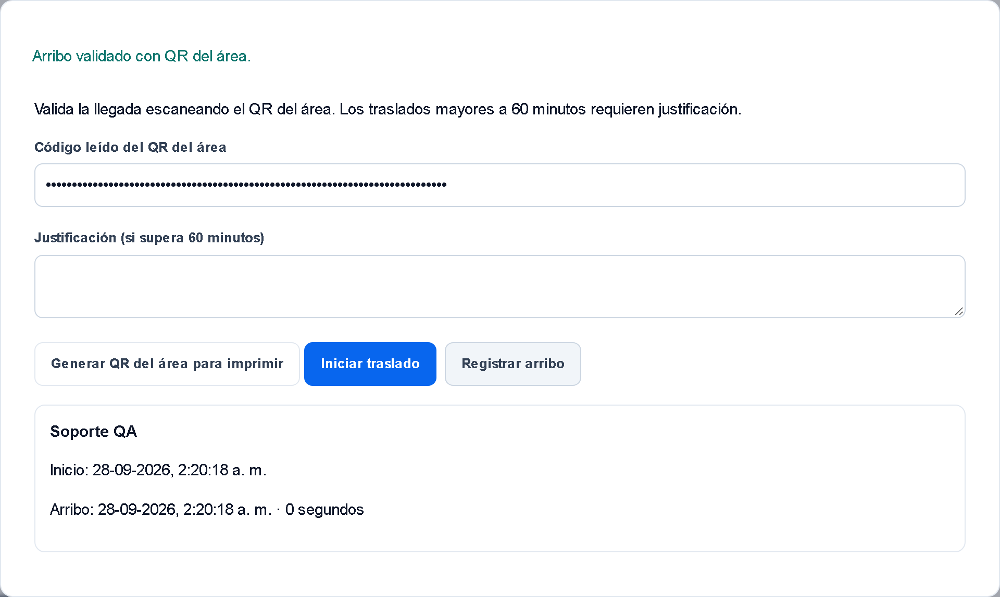 Arribo validado con QR del área.
Valida la llegada escaneando el QR del área. Los traslados mayores a 60 minutos requieren justificación.
Código leído del QR del área
•••••••••••••••••••••••••••••••••••••••••••••••••••••••••••••••••••••••••••••
Justificación (si supera 60 minutos)
Generar QR del área para imprimir Iniciar traslado Registrar arribo
Soporte QA
Inicio: 28-09-2026, 2:20:18 a. m.
Arribo: 28-09-2026, 2:20:18 a. m. · 0 segundos